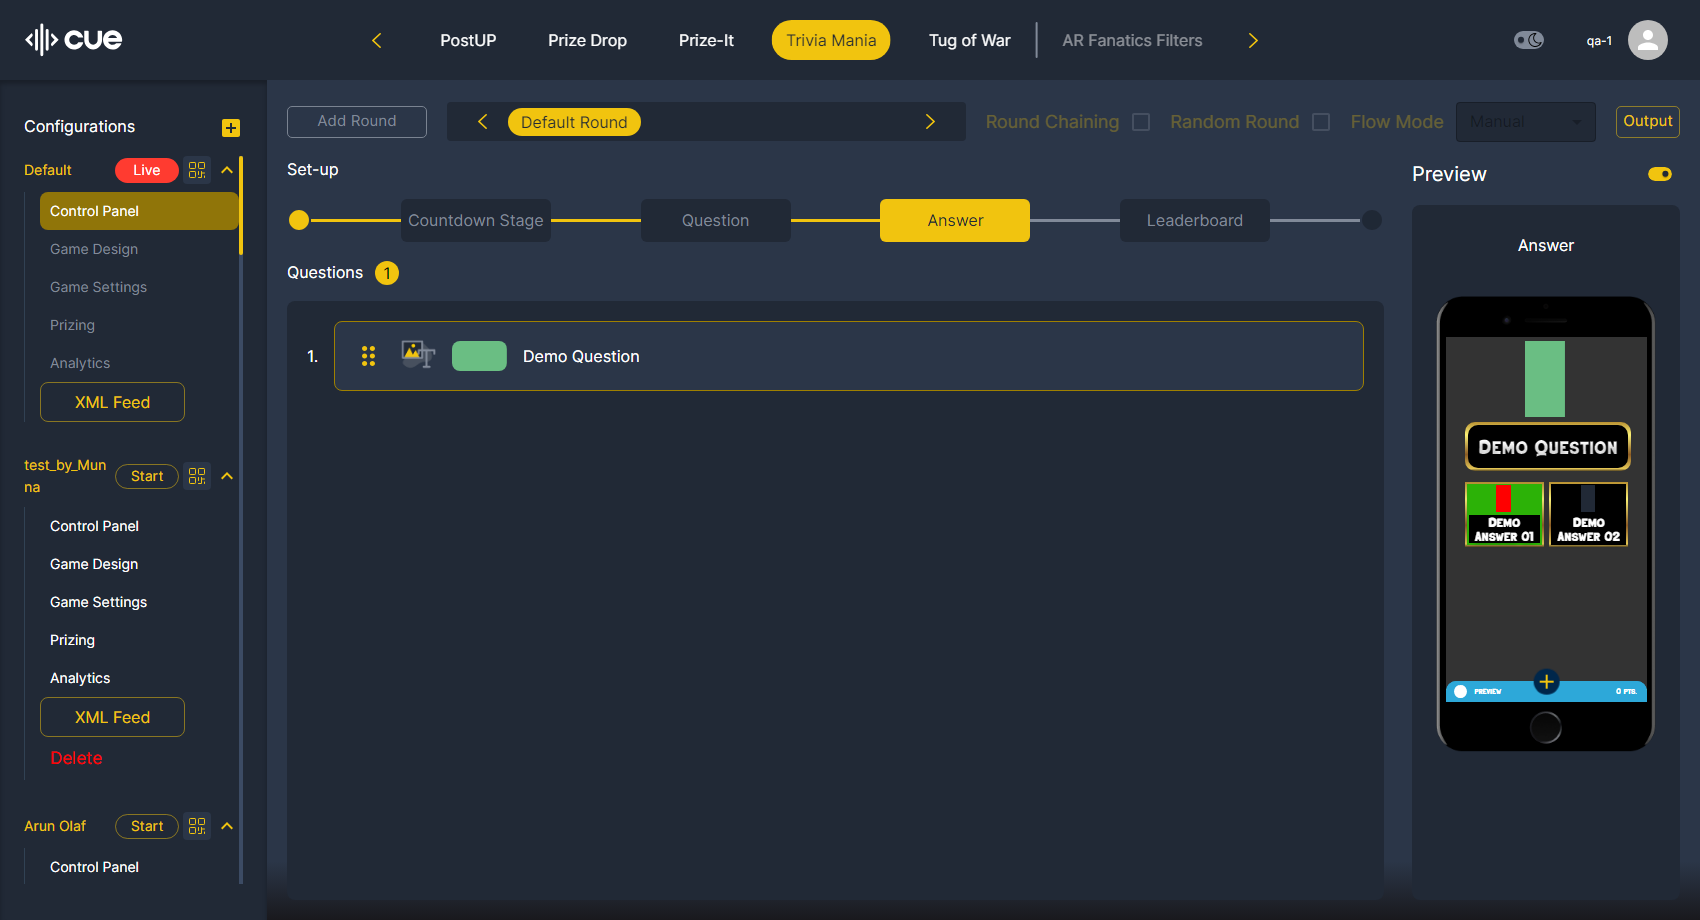 cue
PostUP
Prize Drop
Prize-It
Trivia Mania
Tug of War
AR Fanatics Filters
qa-1
Configurations
Default
Live
Control Panel
Game Design
Game Settings
Prizing
Analytics
XML Feed
test_by_Mun
na
Start
Control Panel
Game Design
Game Settings
Prizing
Analytics
XML Feed
Delete
Arun Olaf
Start
Control Panel
Add Round
Default Round
Round Chaining
Random Round
Flow Mode
Manual
Output
Set-up
Countdown Stage
Question
Answer
Leaderboard
Questions 1
1.
Demo Question
Preview
Answer
Demo Question
Demo
Answer 01
Demo
Answer 02
PREVIEW
0 PTS.